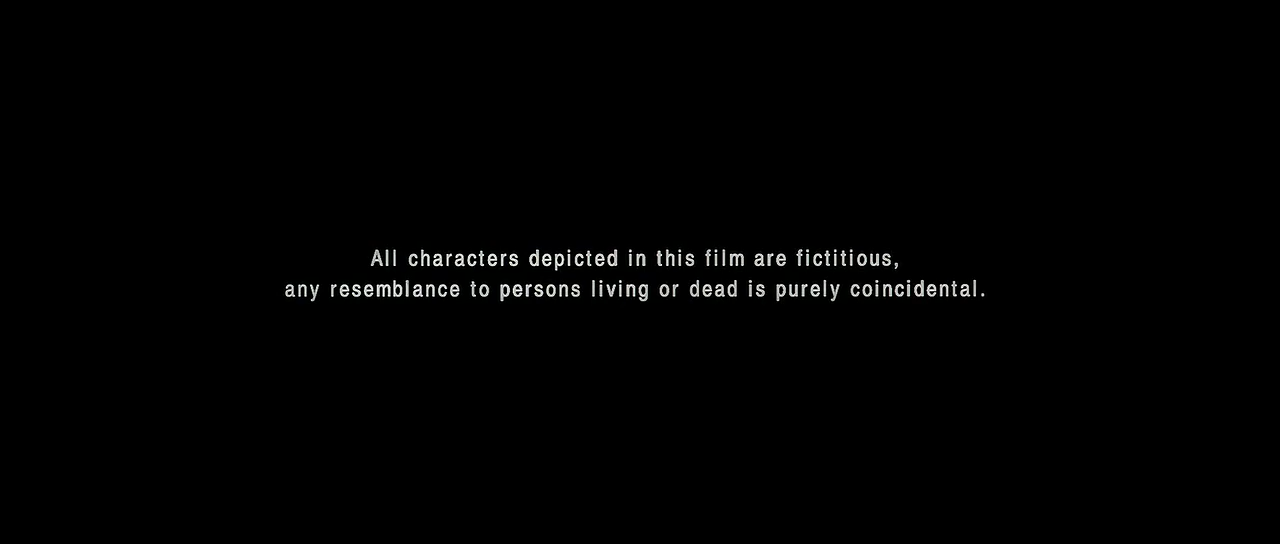 All characters depicted in this film are fictitious,
any resemblance to persons living or dead is purely coincidental.